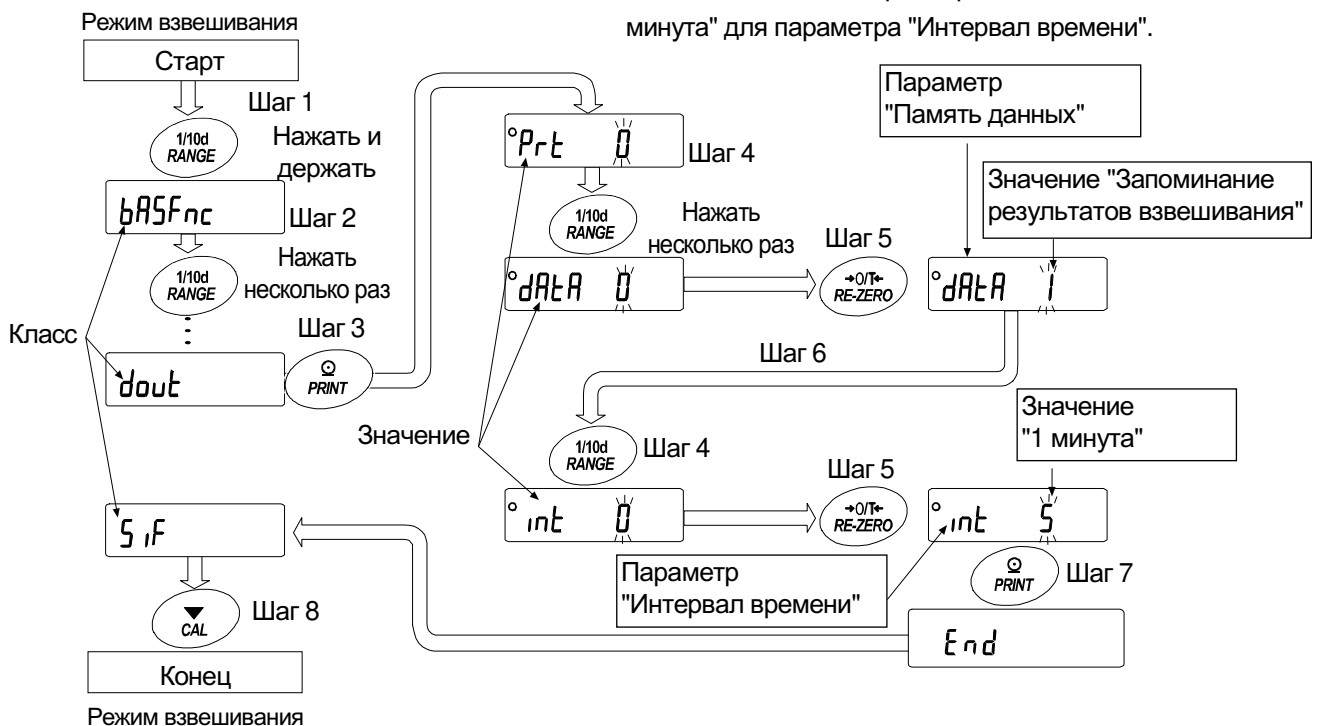 минута" для параметра "Интервал времени".
Режим взвешивания
Старт
Шаг 1
1/10d
RANGE
Нажать и
держать
bASFnc
Шаг 2
1/10d
RANGE
Нажать
несколько раз
Класс
dout
Шаг 3
PRINT
Prt 0
Шаг 4
1/10d
RANGE
Нажать
несколько раз
dAtA 0
Шаг 5
→0/T←
RE-ZERO
Параметр
"Память данных"
Значение "Запоминание
результатов взвешивания"
dAtA 1
Шаг 6
Значение
1/10d
RANGE
Шаг 4
int 0
Шаг 5
→0/T←
RE-ZERO
Значение
"1 минута"
int 5
Параметр
"Интервал времени"
PRINT
Шаг 7
End
S iF
CAL
Шаг 8
Конец
Режим взвешивания